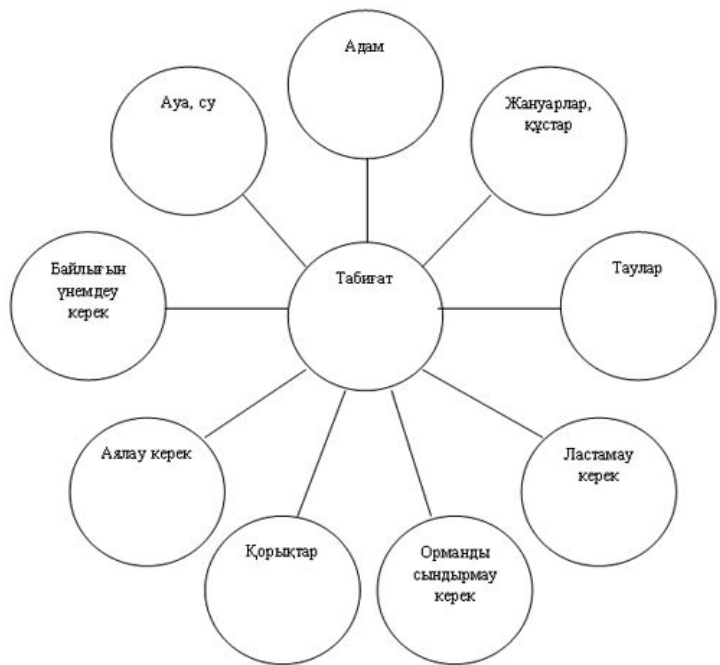 Адам
Ауа, су
Жануарлар,
құстар
Байлығын
үнемдеу
керек
Табиғат
Таулар
Аялау керек
Ластамау
керек
Қорықтар
Орманды
сындырмау
керек